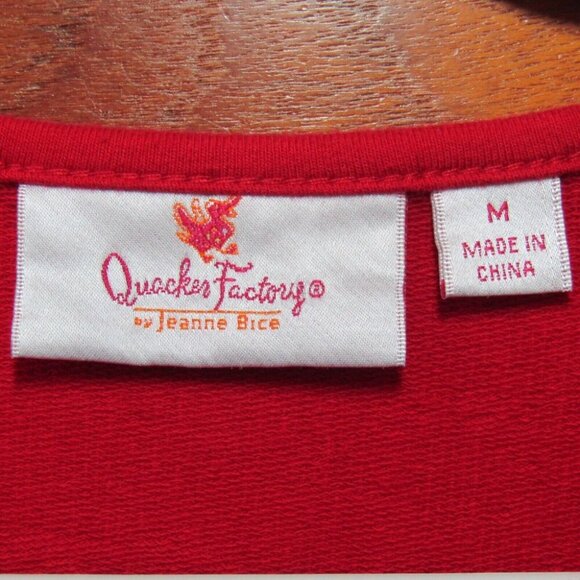 Quacker Factory®
by Jeanne Bice
M
MADE IN
CHINA